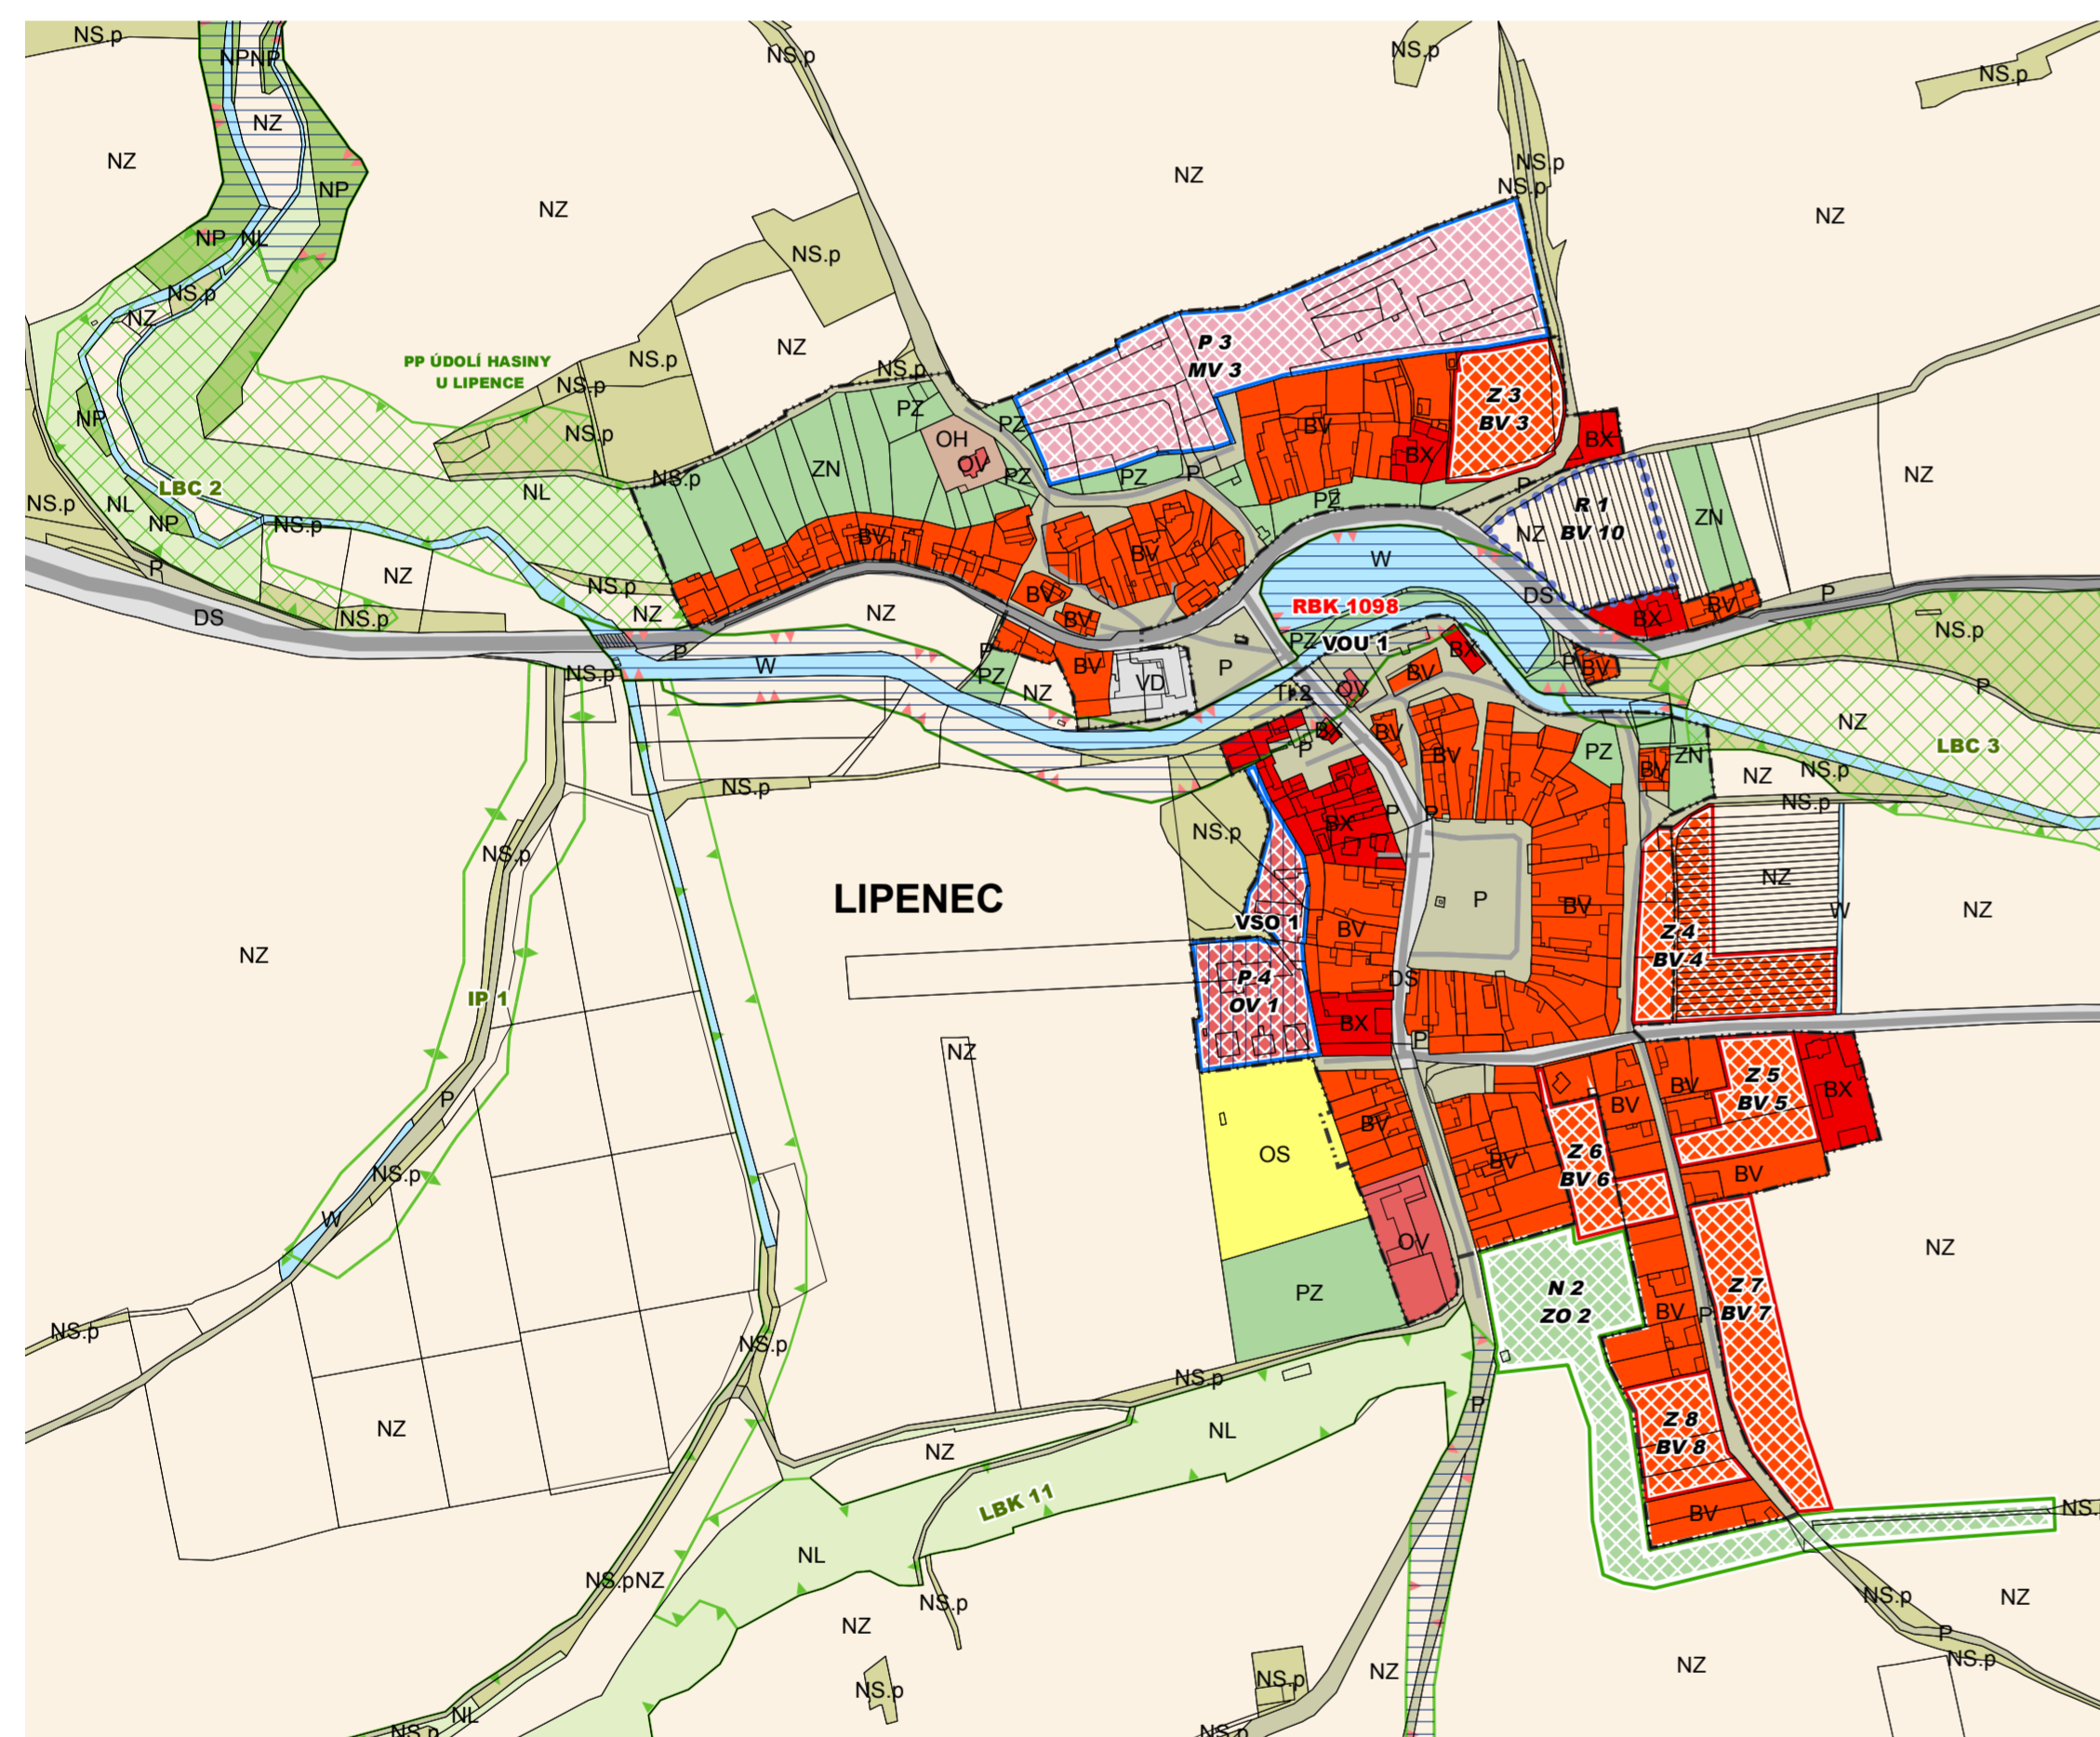 NS.p
NS.p
NS.p
NS.p
NPNP
NZ
NZ
NP
NZ
NZ
NZ
NS.p
NS.p
NP
NL
NS.p
NS.p
NZ
NZ
PP ÚDOLÍ HASINY
U LIPENCE
NS.p
NS.p
NS.p
NS.p
NP
P 3
MV 3
Z 3
BV 3
PZ
PZ
OH
OV
PZ
ZN
NS.p
BV
BX
BX
P
PZ
PZ
P
NZ
LBC 2
NL
NP
NS.p
NL
NS.p
R 1
BV 10
NZ
ZN
BV
BV
W
P
NZ
NS.p
NS.p
NZ
NZ
DS
BV
BV
DS
RBK 1098
BX
BV
P
NS.p
P
W
P
BV
PZ
NZ
VD
P
PZ
VOU 1
BX
BV
OV
P
BV
P
NS.p
TI.2
NZ
LBC 3
BX
P
BV
BV
PZ
BV
ZN
NZ
NS.p
NS.p
NS.p
NS.p
NS.p
BX
P
P
LIPENEC
NZ
IP 1
VSO 1
P 4
OV 1
BV
DS
BX
P
P
BV
NZ
W
NZ
Z 4
BV 4
NZ
P
NS.p
W
NS.p
OS
BV
BV
BV
Z 6
BV 6
BV
Z 5
BV 5
BX
BV
OV
PZ
NZ
N 2
ZO 2
BV
P
Z 7
BV 7
NS.p
NS.p
P
NZ
NZ
NL
LBK 11
Z 8
BV 8
BV
NS.p
NL
NS.pNZ
NS.p
NZ
NS.p
NZ
P
NS.p
NS.p
NS.p
NZ
NZ
NL
NS.p
NS.p